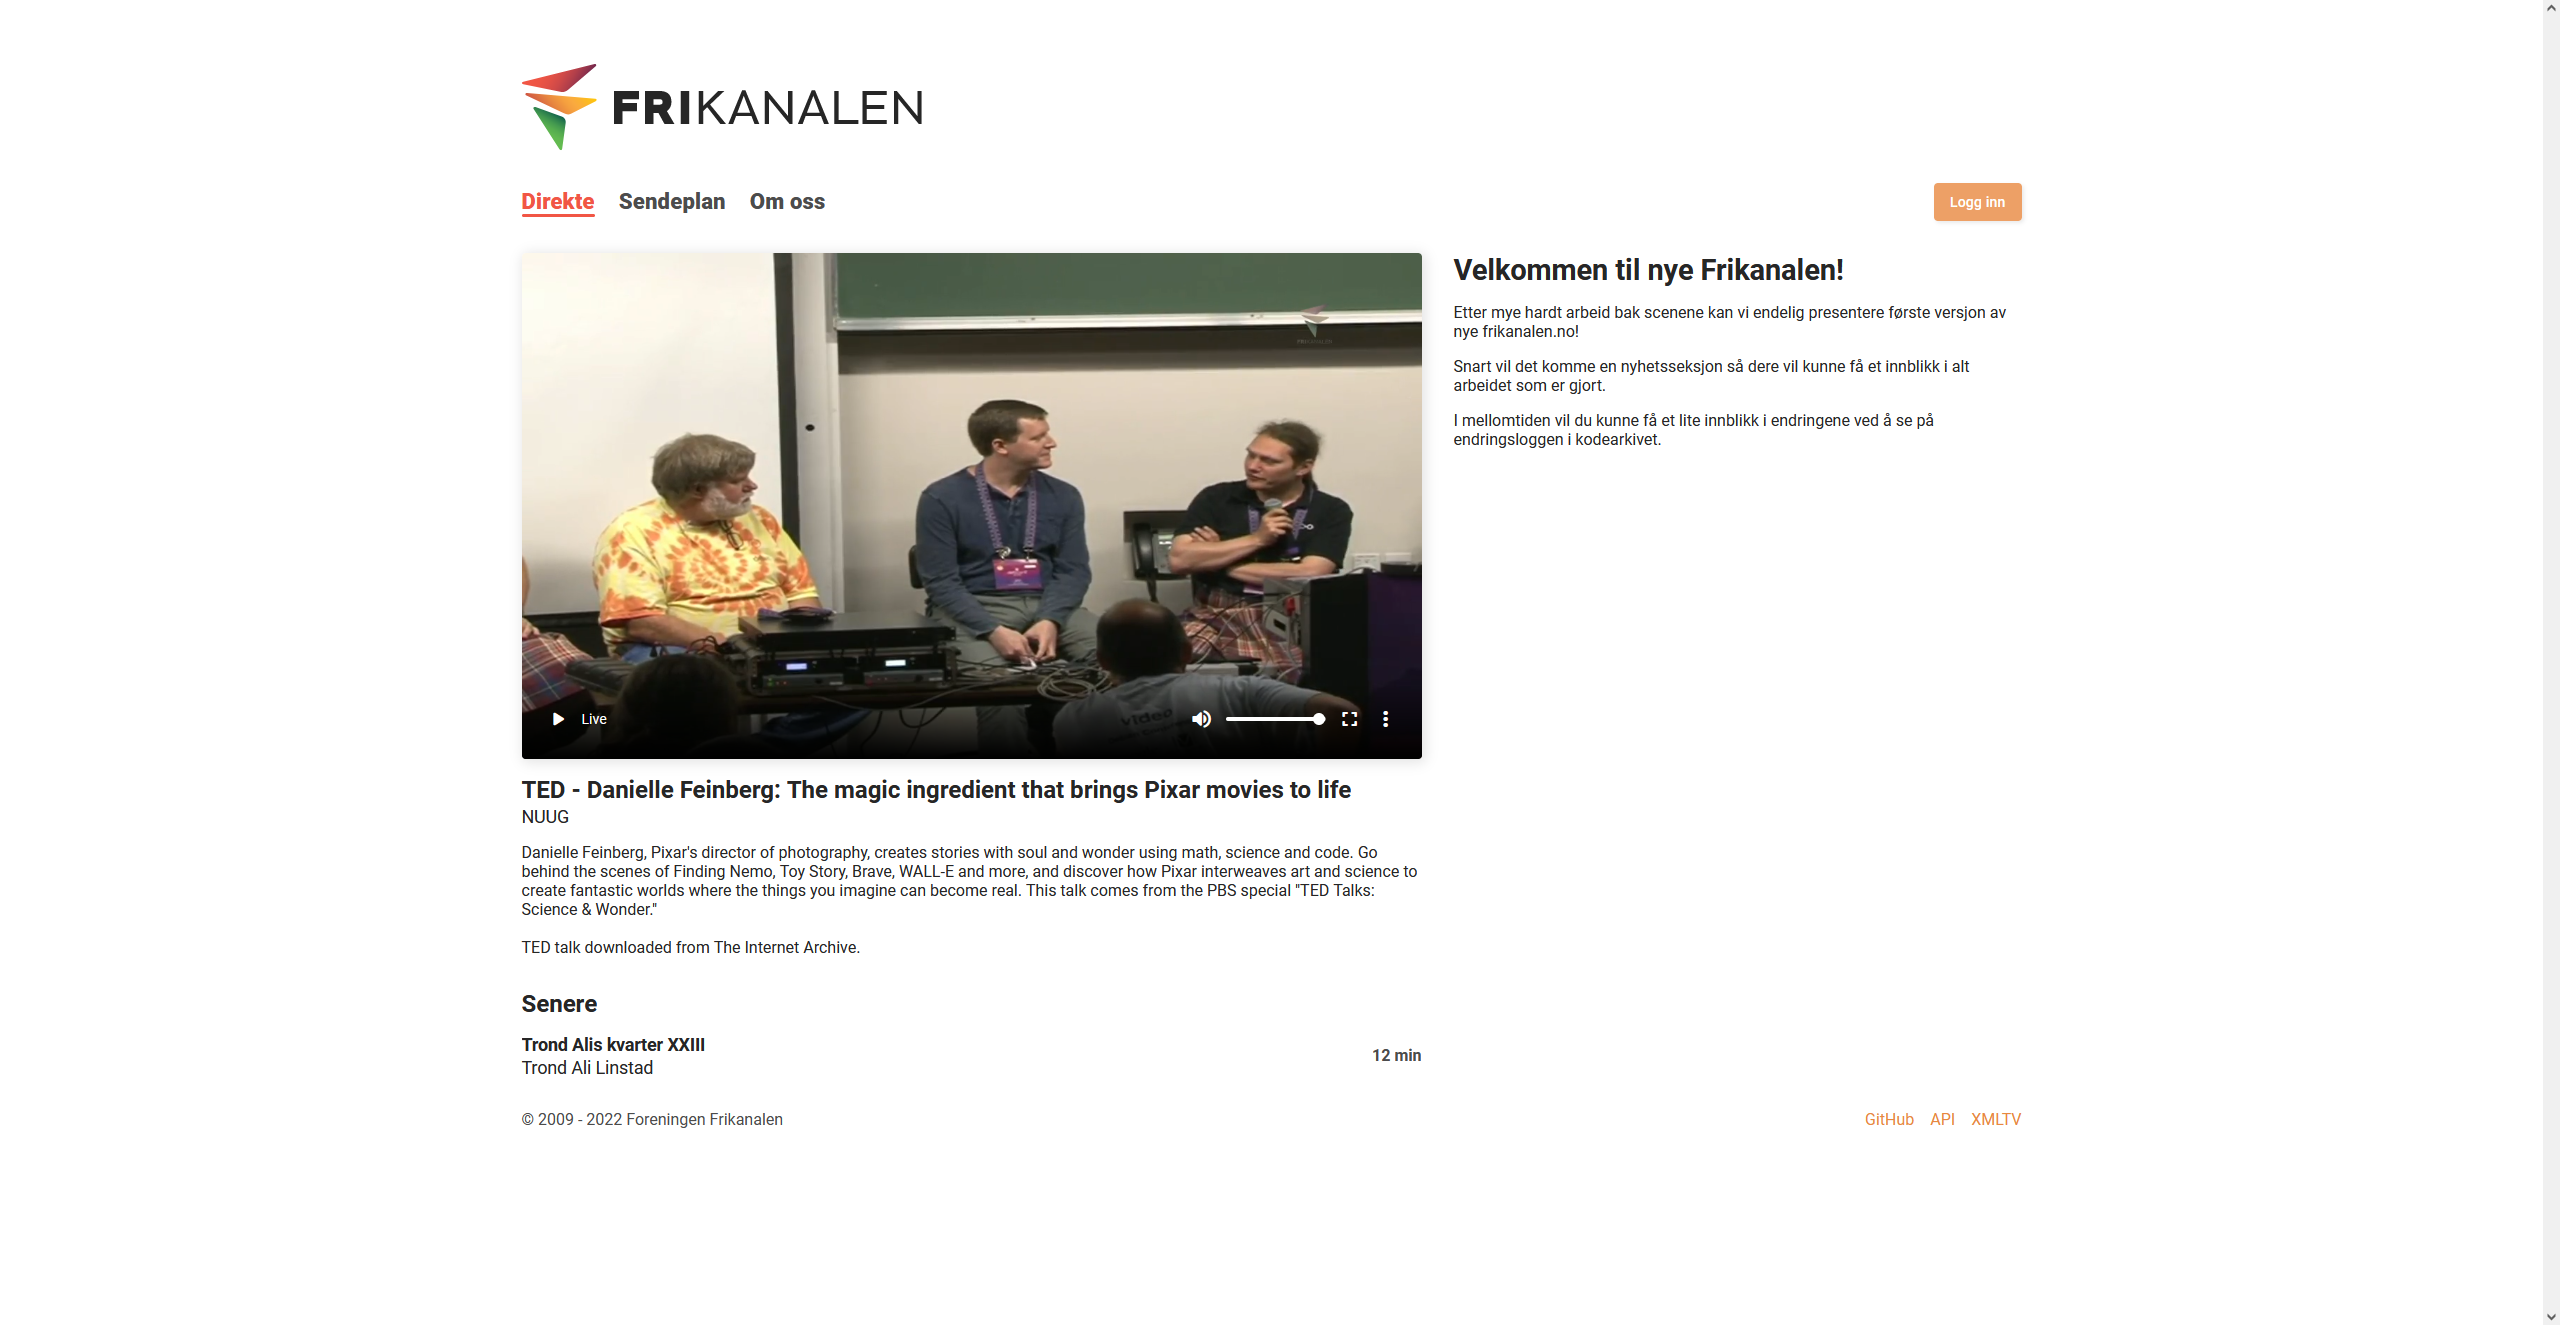 FRIKANALEN
Direkte Sendeplan Om oss
Logg inn
FRIKANALEN
video
Live
TED - Danielle Feinberg: The magic ingredient that brings Pixar movies to life
NUUG
Danielle Feinberg, Pixar's director of photography, creates stories with soul and wonder using math, science and code. Go
behind the scenes of Finding Nemo, Toy Story, Brave, WALL-E and more, and discover how Pixar interweaves art and science to
create fantastic worlds where the things you imagine can become real. This talk comes from the PBS special "TED Talks:
Science & Wonder."
TED talk downloaded from The Internet Archive.
Senere
Trond Alis kvarter XXIII
Trond Ali Linstad
12 min
Velkommen til nye Frikanalen!
Etter mye hardt arbeid bak scenene kan vi endelig presentere første versjon av
nye frikanalen.no!
Snart vil det komme en nyhetsseksjon så dere vil kunne få et innblikk i alt
arbeidet som er gjort.
I mellomtiden vil du kunne få et lite innblikk i endringene ved å se på
endringsloggen i kodearkivet.
© 2009 - 2022 Foreningen Frikanalen
GitHub API XMLTV